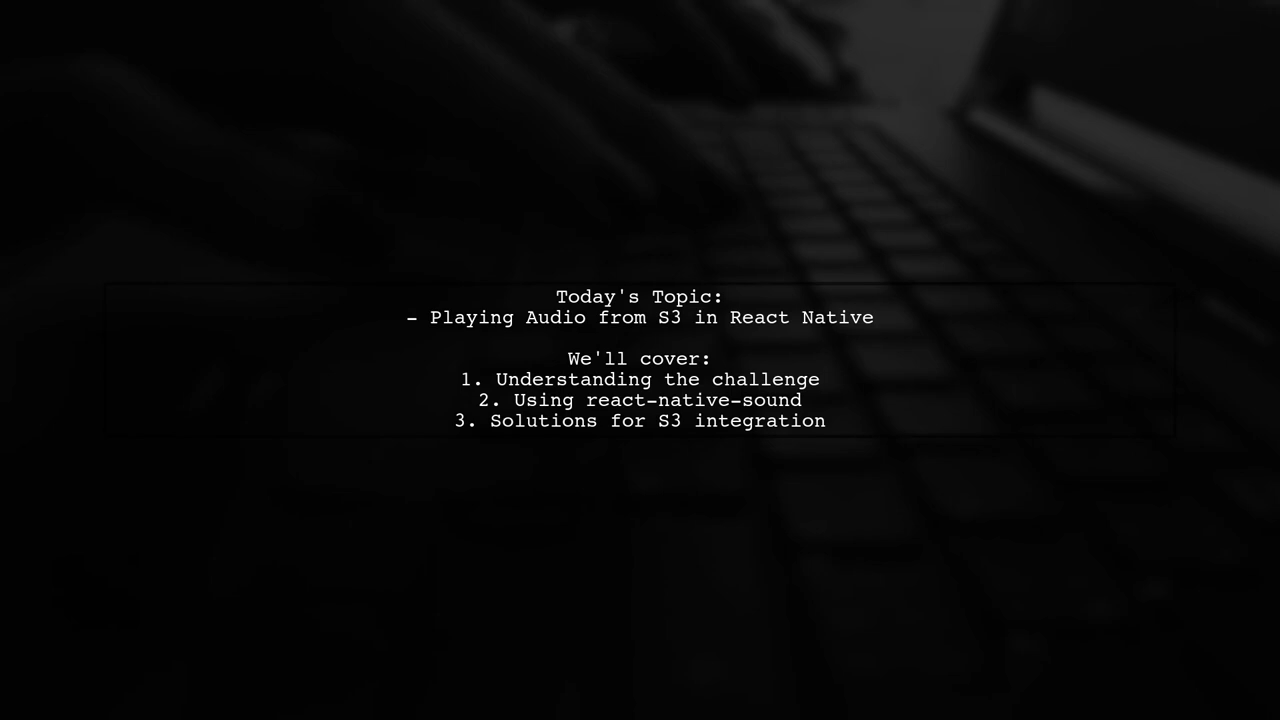 Today's Topic:
- Playing Audio from S3 in React Native
We'll cover:
1. Understanding the challenge
2. Using react-native-sound
3. Solutions for S3 integration